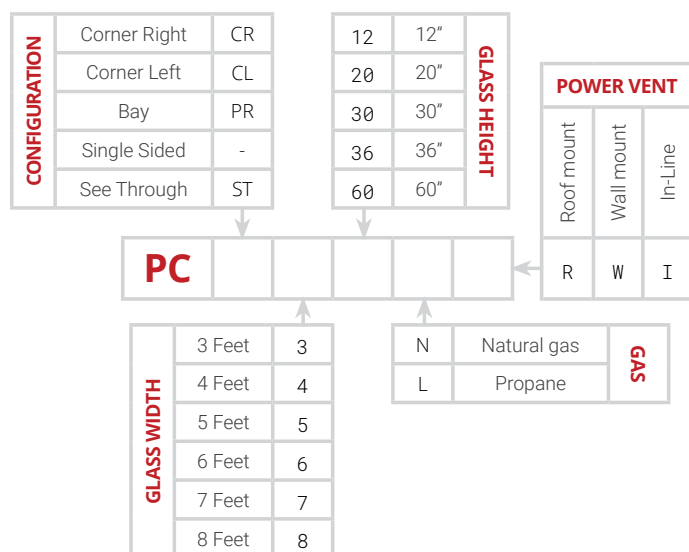 CONFIGURATION
Corner Right CR
Corner Left CL
Bay PR
Single Sided -
See Through ST
12 12”
20 20”
30 30”
36 36”
60 60”
GLASS HEIGHT
POWER VENT
Roof mount Wall mount In-Line
R W I
PC
GLASS WIDTH
3 Feet 3
4 Feet 4
5 Feet 5
6 Feet 6
7 Feet 7
8 Feet 8
N Natural gas
L Propane
GAS